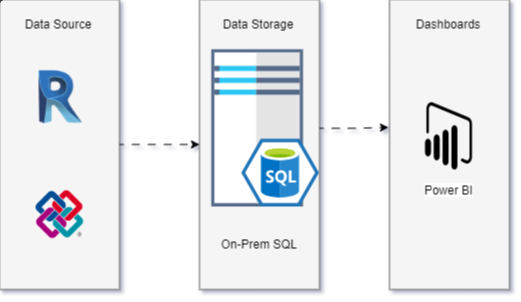 Data Source
Data Storage
Dashboards
R
SQL
®
Power BI
On-Prem SQL